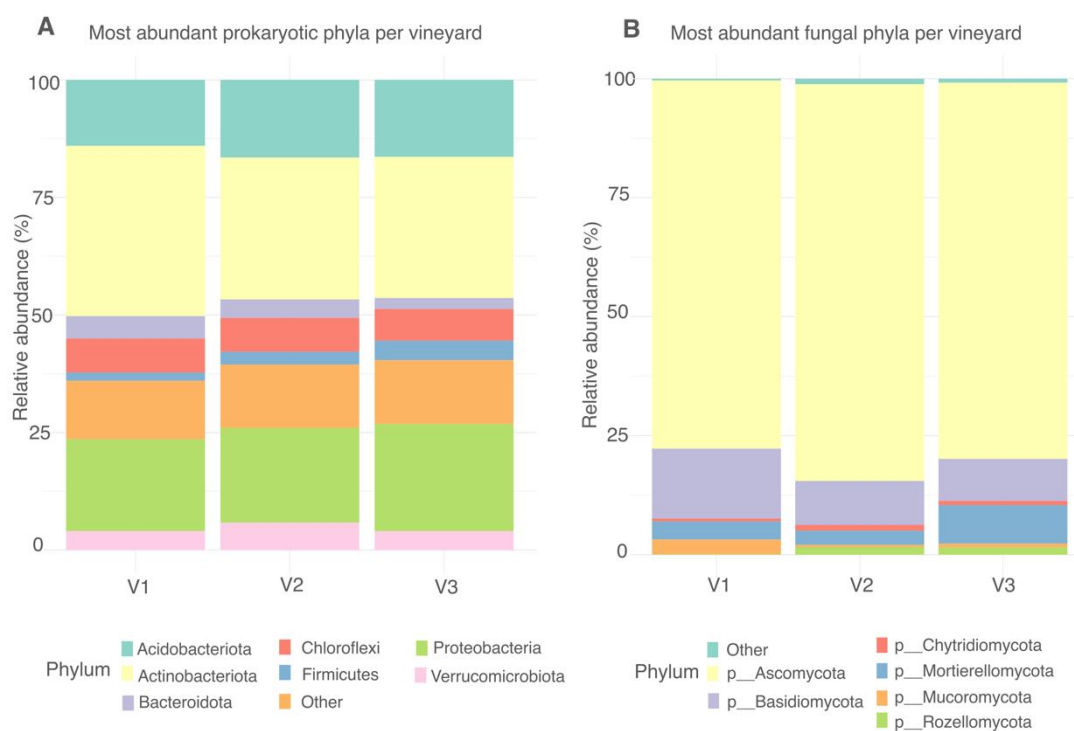 A
Most abundant prokaryotic phyla per vineyard
Relative abundance (%)
100
75
50
25
0
V1
V2
V3
Phylum
Acidobacteriota
Actinobacteriota
Bacteroidota
Chloroflexi
Firmicutes
Other
Proteobacteria
Verrucomicrobiota
B
Most abundant fungal phyla per vineyard
Relative abundance (%)
100
75
50
25
0
V1
V2
V3
Phylum
Other
p__Ascomycota
p__Basidiomycota
p__Chytridiomycota
p__Mortierellomycota
p__Mucoromycota
p__Rozellomycota